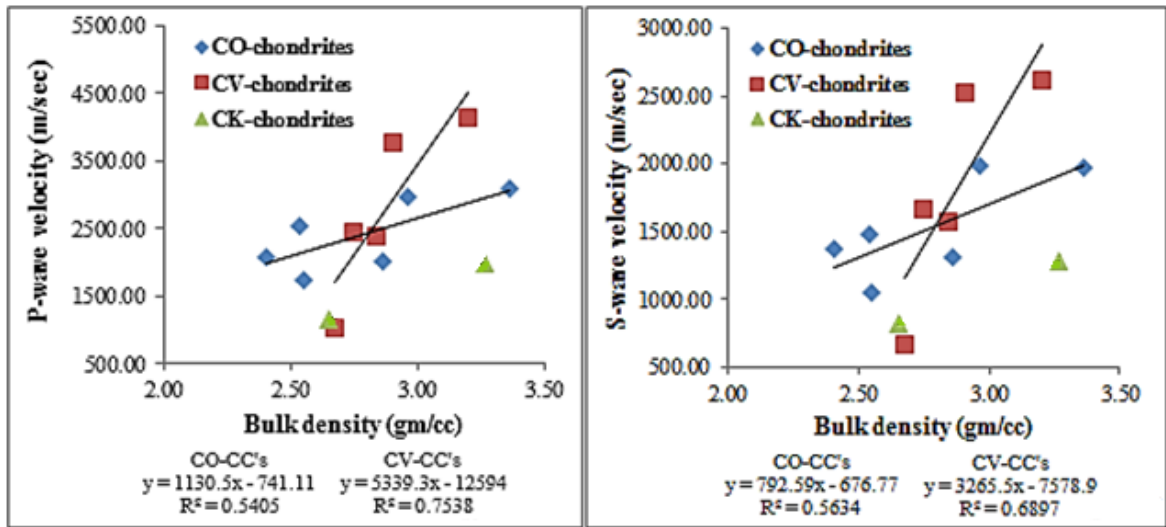 5500.00
4500.00
3500.00
2500.00
1500.00
500.00
P-wave velocity (m/sec)
CO-chondrites
CV-chondrites
CK-chondrites
2.00 2.50 3.00 3.50
Bulk density (gm/cc)
CO-CC's CV-CC's
y = 1130.5x - 741.11 y = 5339.3x - 12594
R² = 0.5405 R² = 0.7538
3000.00
2500.00
2000.00
1500.00
1000.00
500.00
S-wave velocity (m/sec)
CO-chondrites
CV-chondrites
CK-chondrites
2.00 2.50 3.00 3.50
Bulk density (gm/cc)
CO-CC's CV-CC's
y = 792.59x - 676.77 y = 3265.5x - 7578.9
R² = 0.5634 R² = 0.6897